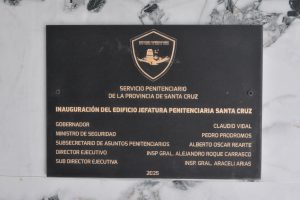 SERVICIO PENITENCIARIO
DE LA PROVINCIA DE SANTA CRUZ
INAUGURACIÓN DEL EDIFICIO JEFATURA PENITENCIARIA SANTA CRUZ
GOBERNADOR CLAUDIO VIDAL
MINISTRO DE SEGURIDAD PEDRO PRODROMOS
SUBSECRETARIO DE ASUNTOS PENITENCIARIOS ALBERTO OSCAR REARTE
DIRECTOR EJECUTIVO INSP GRAL. ALEJANDRO ROQUE CARRASCO
SUB DIRECTOR EJECUTIVA INSP. GRAL. ARACELI ARIAS
2025